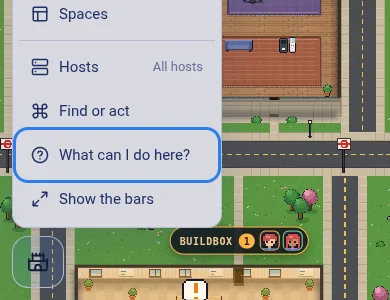 Spaces
Hosts All hosts
Find or act
What can I do here?
Show the bars
BUILDBOX 1
!